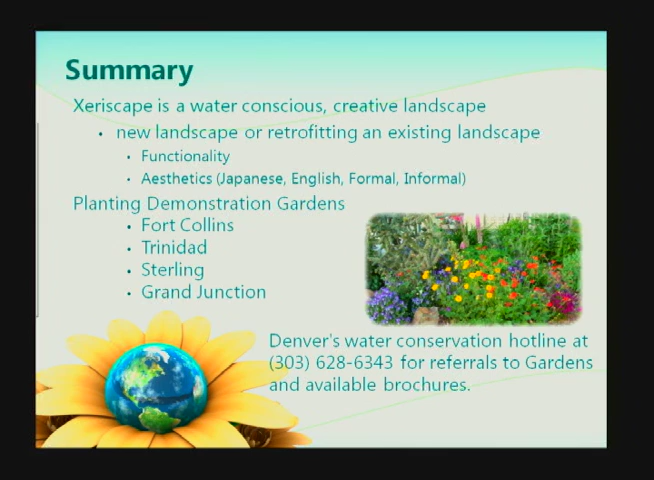 Summary
Xeriscape is a water conscious, creative landscape
• new landscape or retrofitting an existing landscape
• Functionality
• Aesthetics (Japanese, English, Formal, Informal)
Planting Demonstration Gardens
• Fort Collins
• Trinidad
• Sterling
• Grand Junction
Denver's water conservation hotline at
(303) 628-6343 for referrals to Gardens
and available brochures.